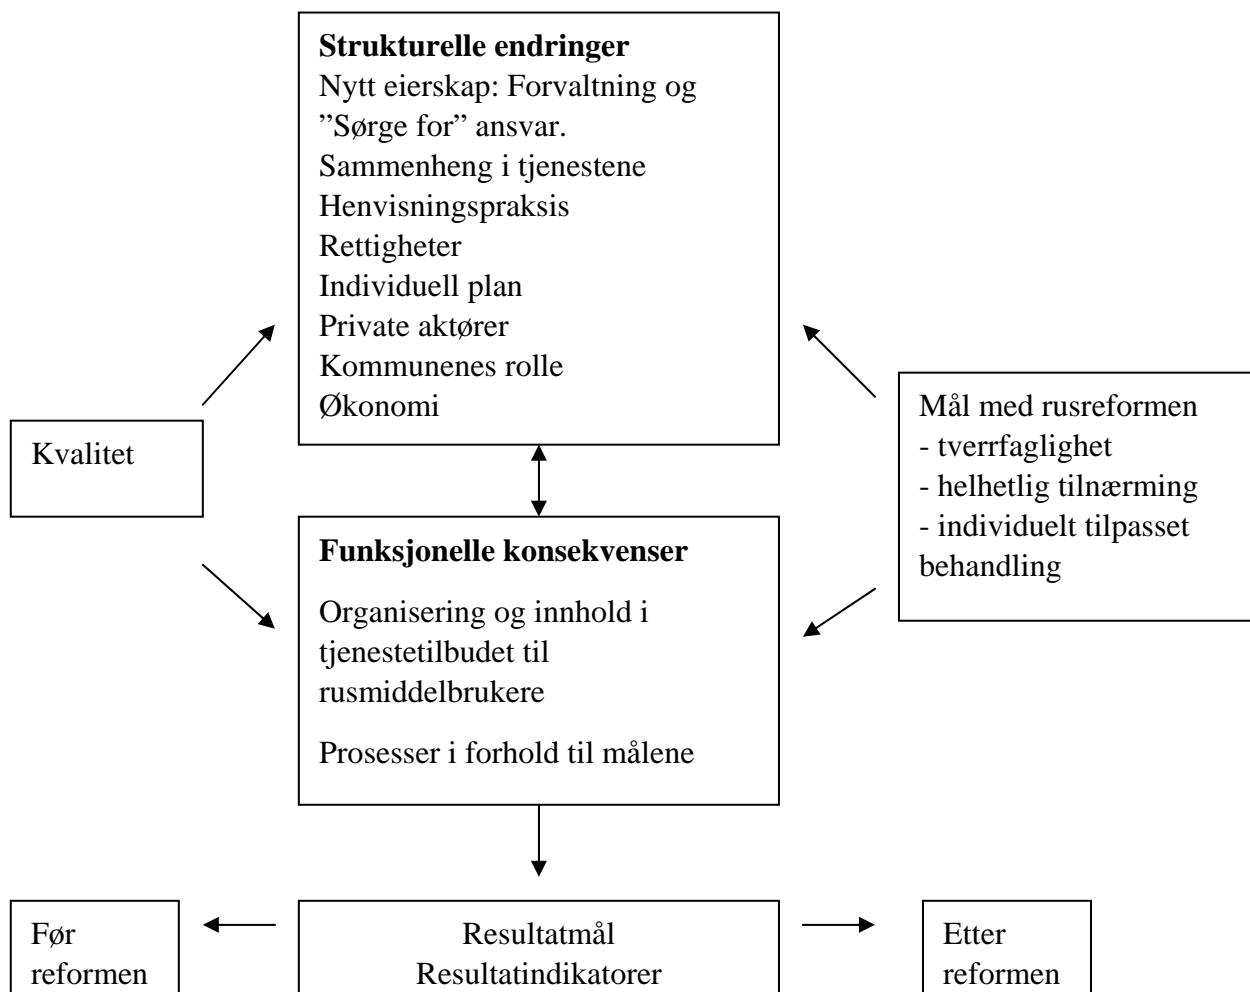 Strukturelle endringer
Nytt eierskap: Forvaltning og
”Sørge for” ansvar.
Sammenheng i tjenestene
Henvisningspraksis
Rettigheter
Individuell plan
Private aktører
Kommunenes rolle
Økonomi
Kvalitet
Mål med rusreformen
- tverrfaglighet
- helhetlig tilnærming
- individuelt tilpasset
behandling
Funksjonelle konsekvenser
Organisering og innhold i
tjenestetilbudet til
rusmiddelbrukere
Prosesser i forhold til målene
Før
reformen
Resultatmål
Resultatindikatorer
Etter
reformen